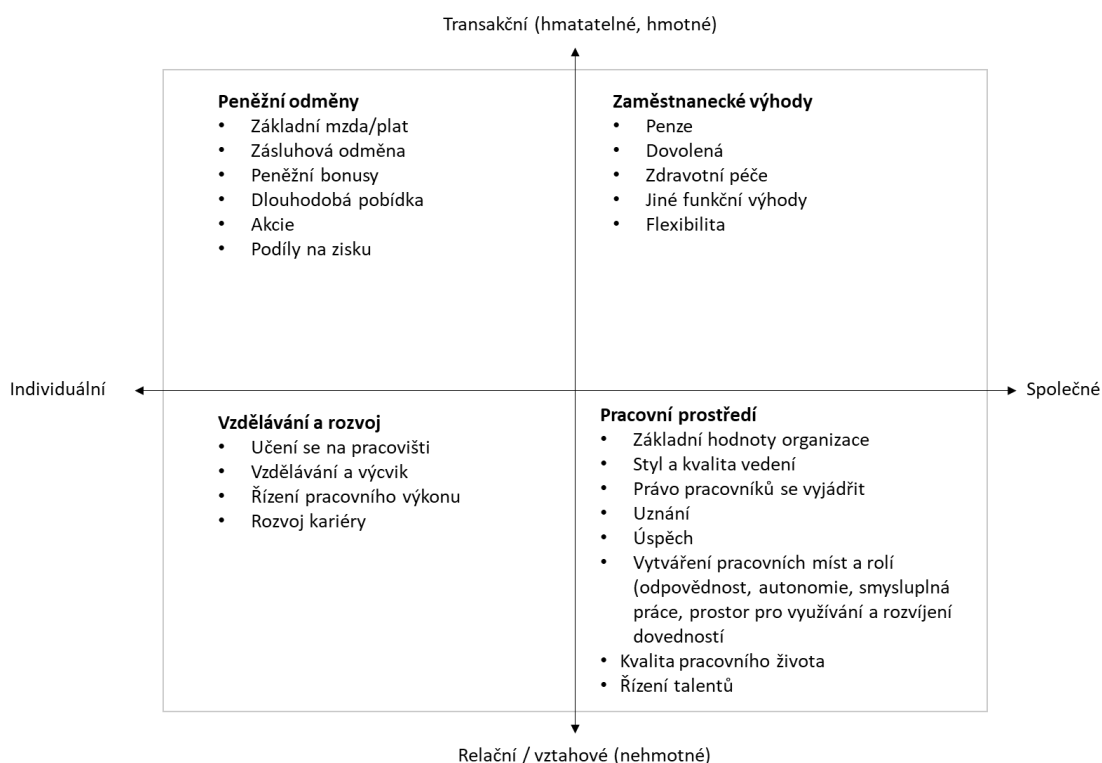 Transakční (hmatatelné, hmotné)
Peněžní odměny
• Základní mzda/plat
• Zásluhová odměna
• Peněžní bonusy
• Dlouhodobá pobídka
• Akcie
• Podíly na zisku
Zaměstnanecké výhody
• Penze
• Dovolená
• Zdravotní péče
• Jiné funkční výhody
• Flexibilita
Individuální
Společné
Vzdělávání a rozvoj
• Učení se na pracovišti
• Vzdělávání a výcvik
• Řízení pracovního výkonu
• Rozvoj kariéry
Pracovní prostředí
• Základní hodnoty organizace
• Styl a kvalita vedení
• Právo pracovníků se vyjádřit
• Uznání
• Úspěch
• Vytváření pracovních míst a rolí
(odpovědnost, autonomie, smysluplná
práce, prostor pro využívání a rozvíjení
dovedností
• Kvalita pracovního života
• Řízení talentů
Relační / vztahové (nehmotné)